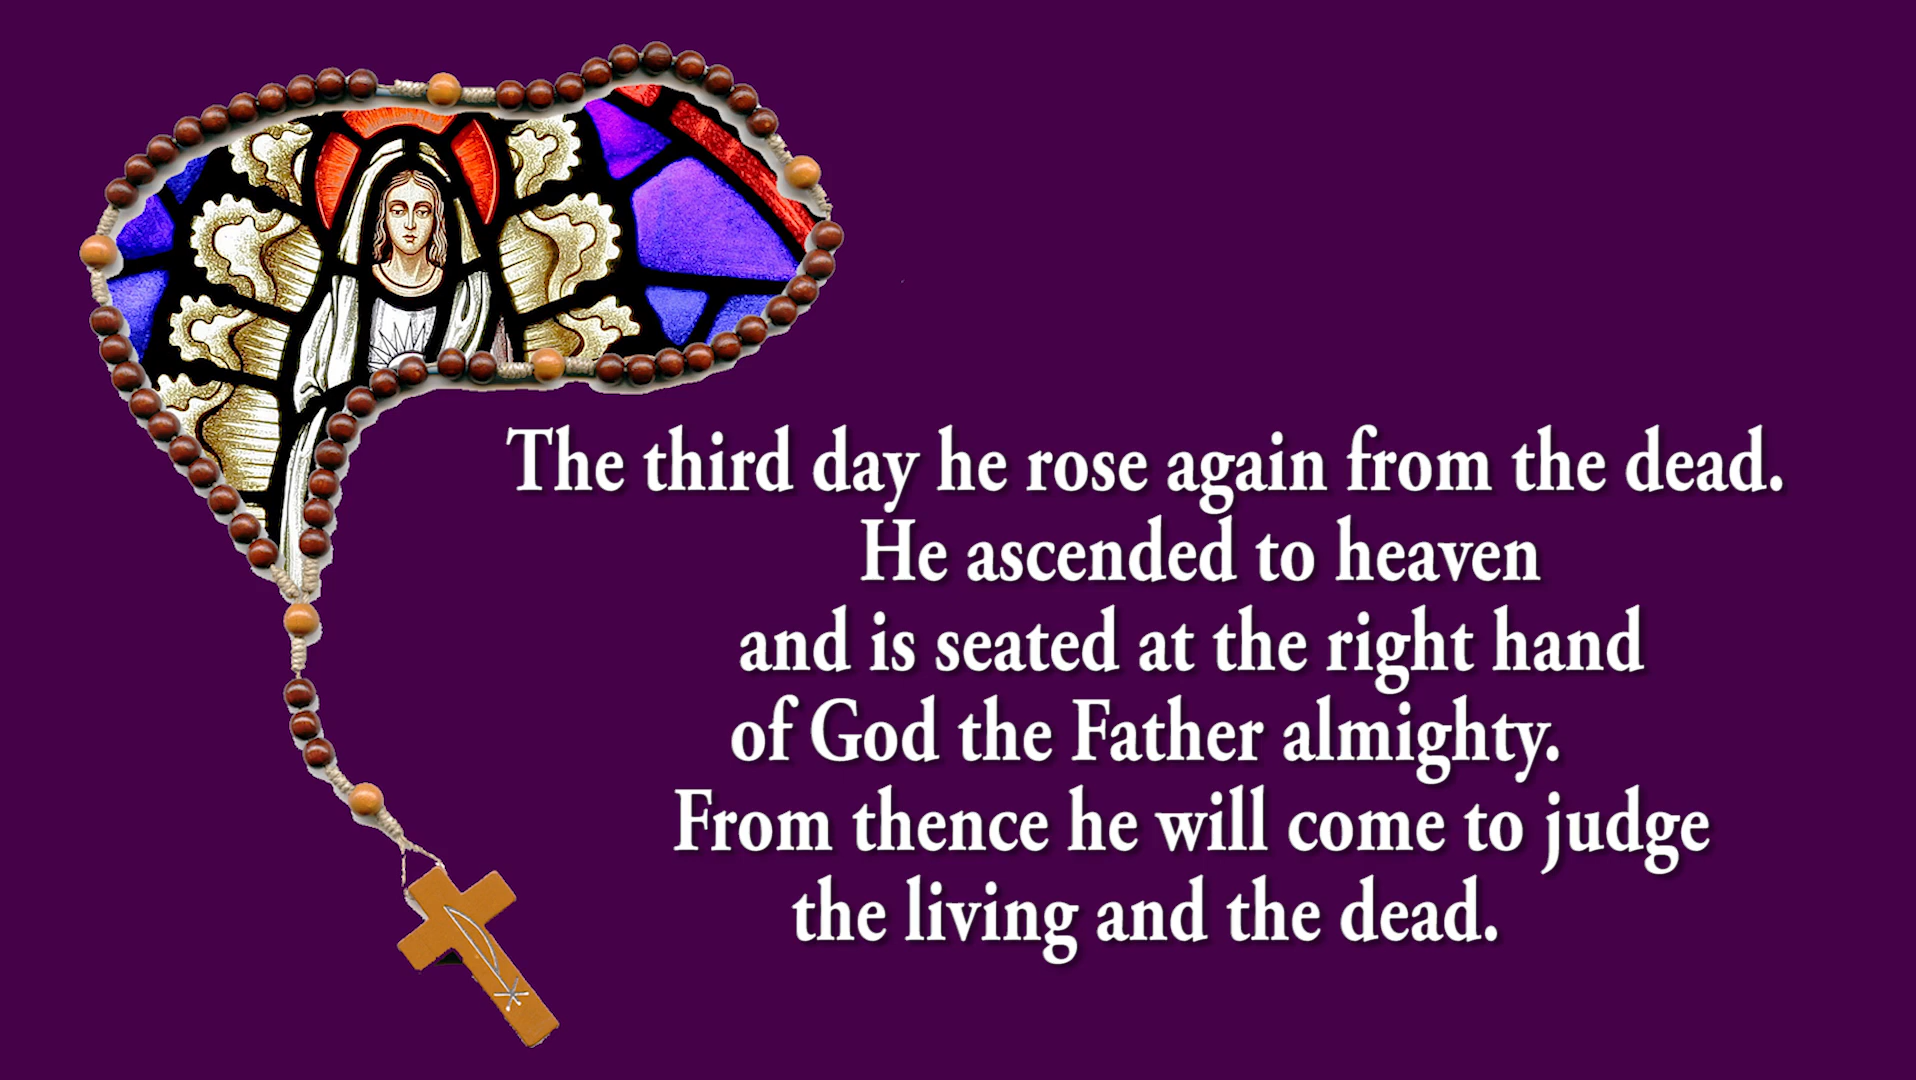 The third day he rose again from the dead.
He ascended to heaven
and is seated at the right hand
of God the Father almighty.
From thence he will come to judge
the living and the dead.